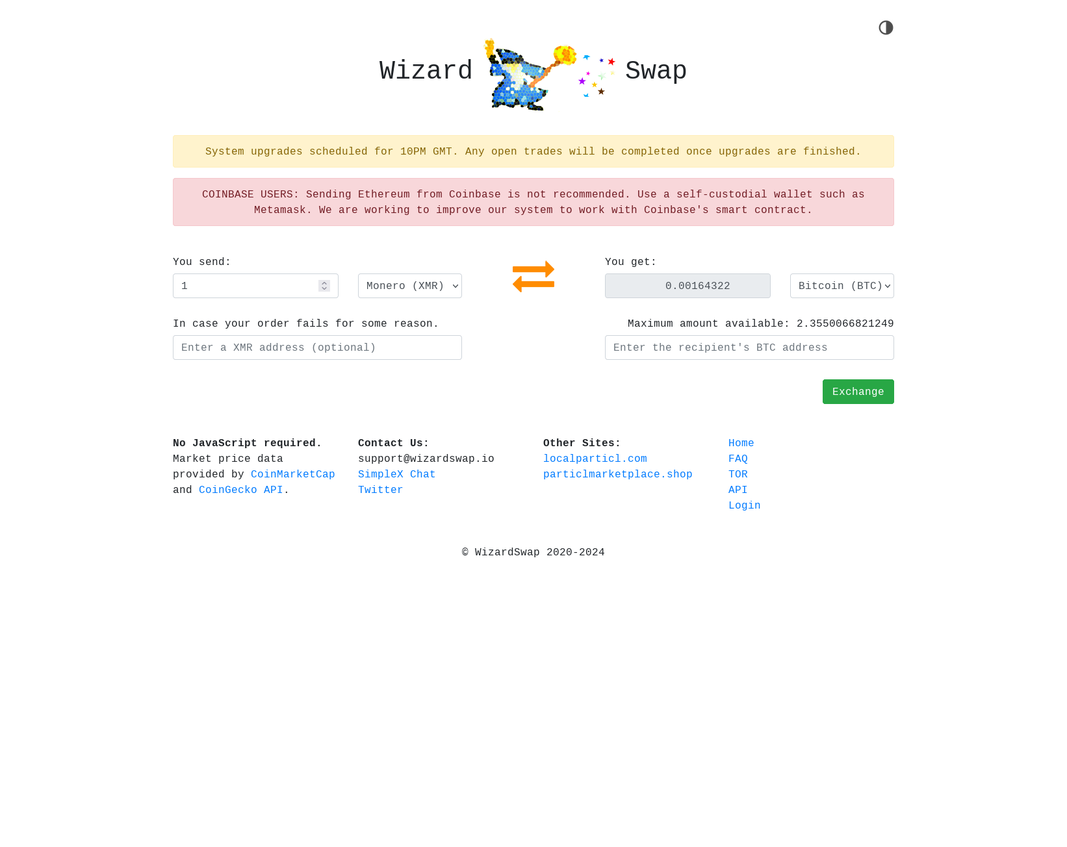 Wizard Swap
System upgrades scheduled for 10PM GMT. Any open trades will be completed once upgrades are finished.
COINBASE USERS: Sending Ethereum from Coinbase is not recommended. Use a self-custodial wallet such as
Metamask. We are working to improve our system to work with Coinbase's smart contract.
You send:
1
Monero (XMR)
In case your order fails for some reason.
Enter a XMR address (optional)
You get:
0.00164322
Bitcoin (BTC)
Maximum amount available: 2.3550066821249
Enter the recipient's BTC address
Exchange
No JavaScript required.
Market price data
provided by CoinMarketCap
and CoinGecko API.
Contact Us:
support@wizardswap.io
SimpleX Chat
Twitter
Other Sites:
localparticl.com
particlmarketplace.shop
Home
FAQ
TOR
API
Login
© WizardSwap 2020-2024